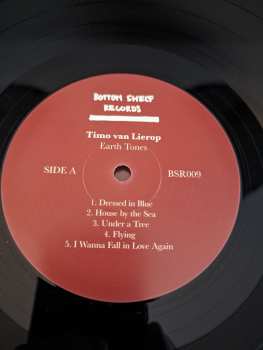 BOTTOM SHELF
RECORDS
Timo van Lierop
Earth Tones
SIDE A BSR009
1. Dressed in Blue
2. House by the Sea
3. Under a Tree
4. Flying
5. I Wanna Fall in Love Again